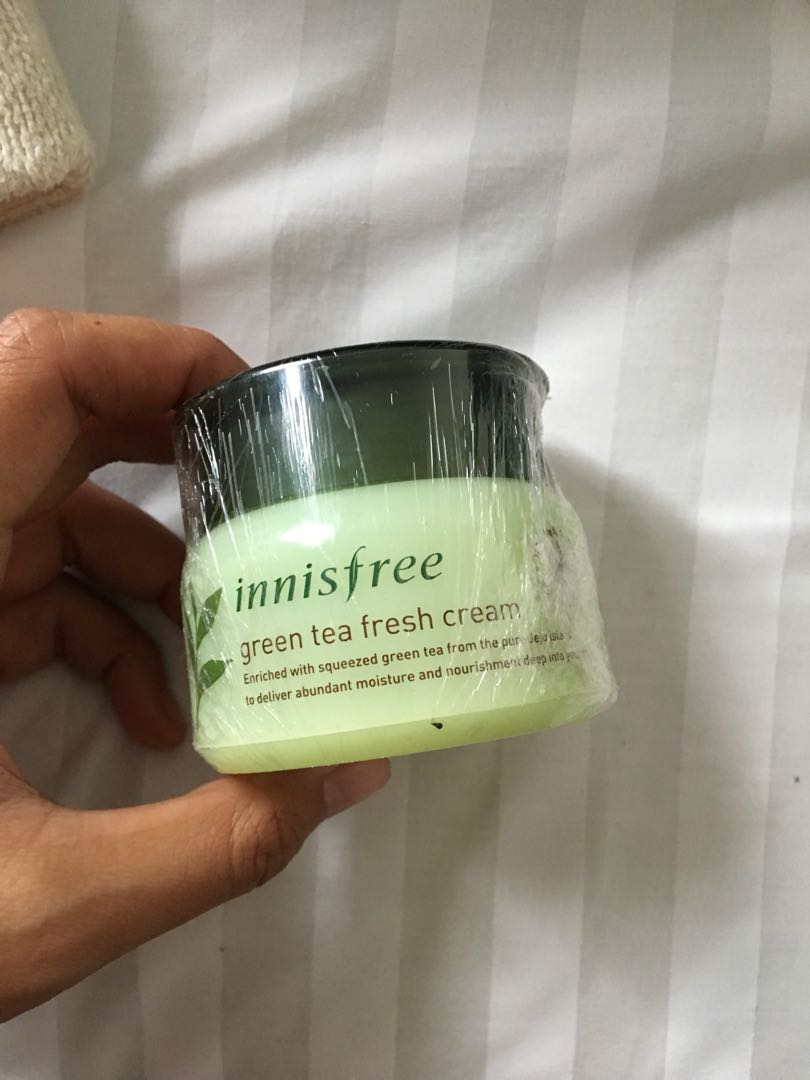 innisfree
green tea fresh cream
Enriched with squeezed green tea from the pure Jeju
to deliver abundant moisture and nourishment deep into